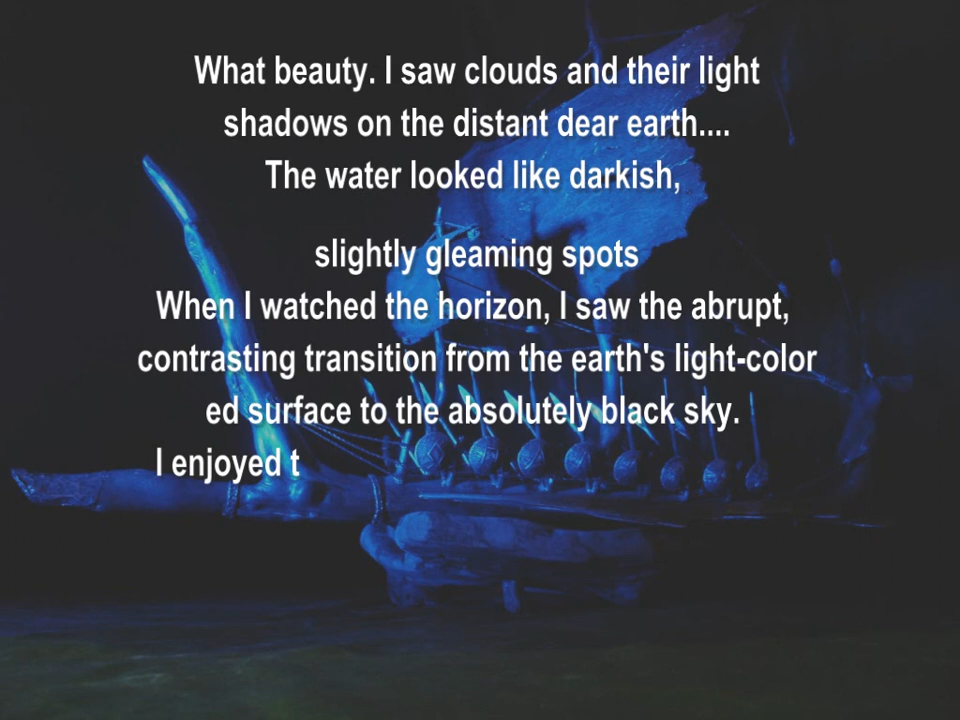 What beauty. I saw clouds and their light
shadows on the distant dear earth....
The water looked like darkish,
slightly gleaming spots
When I watched the horizon, I saw the abrupt,
contrasting transition from the earth's light-color
ed surface to the absolutely black sky.
I enjoyed t